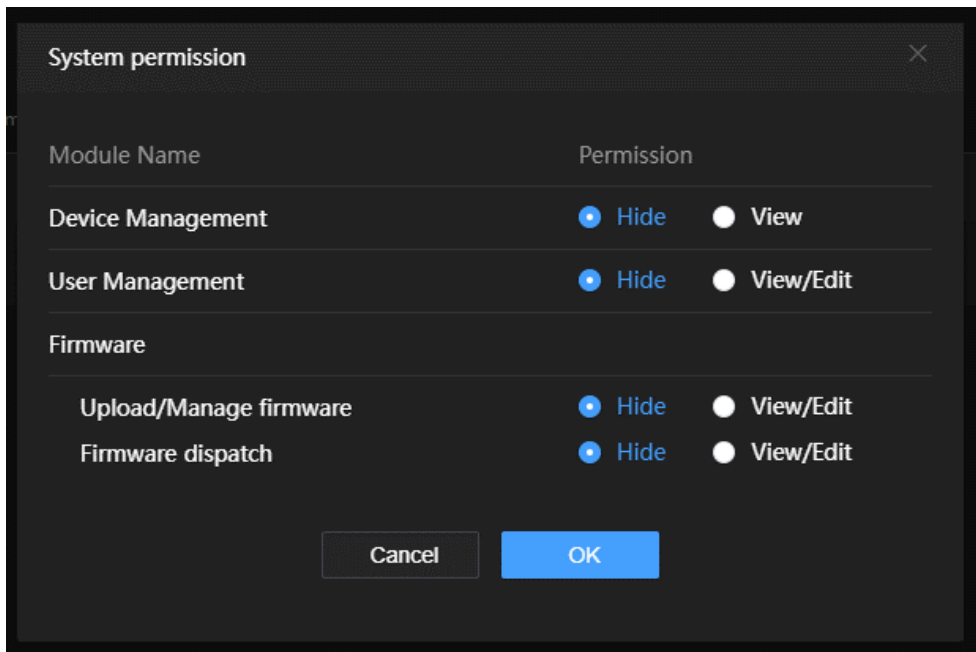 System permission
m
Module Name Permission
Device Management Hide View
User Management Hide View/Edit
Firmware
Upload/Manage firmware Hide View/Edit
Firmware dispatch Hide View/Edit
Cancel OK